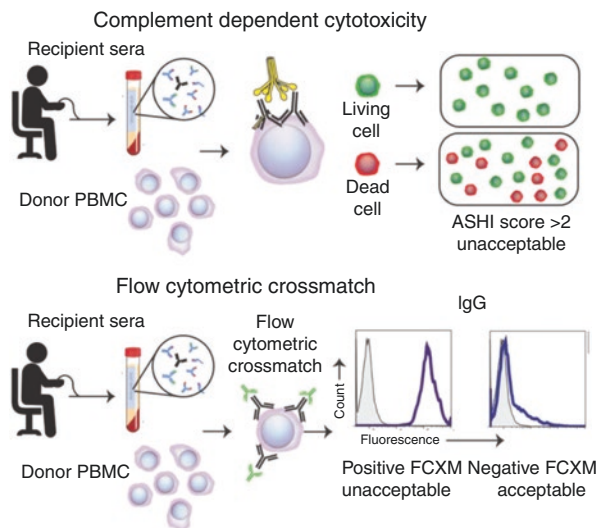 Complement dependent cytotoxicity
Recipient sera
Donor PBMC
Living
cell
Dead
cell
ASHI score >2
unacceptable
Flow cytometric crossmatch
Recipient sera
Donor PBMC
Flow
cytometric
crossmatch
IgG
Count
Fluorescence
Positive FCXM
unacceptable
Negative FCXM
acceptable